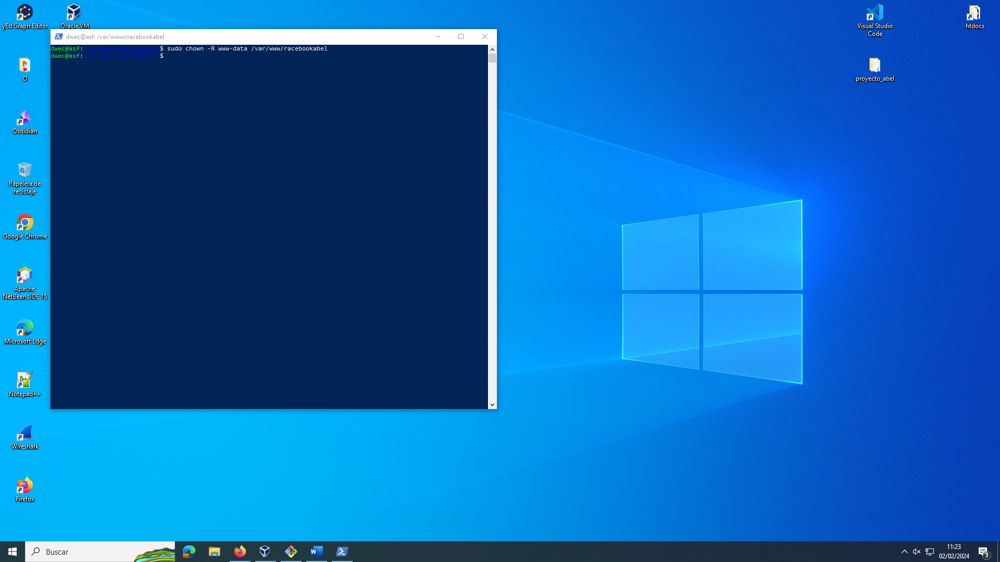 yEd Graph Editor
Oracle VM
Visual Studio
Code
htdocs
dwec@asf: /var/www/racebookabel
dwec@asf:/var/www/racebookabel$ sudo chown -R www-data /var/www/racebookabel
dwec@asf:/var/www/racebookabel$
D
proyecto_abel
Obsidian
Papelera de
reciclaje
Google Chrome
Apache
NetBeans IDE 15
Microsoft Edge
Notepad++
Wireshark
Firefox
Buscar
11:23
02/02/2024
3